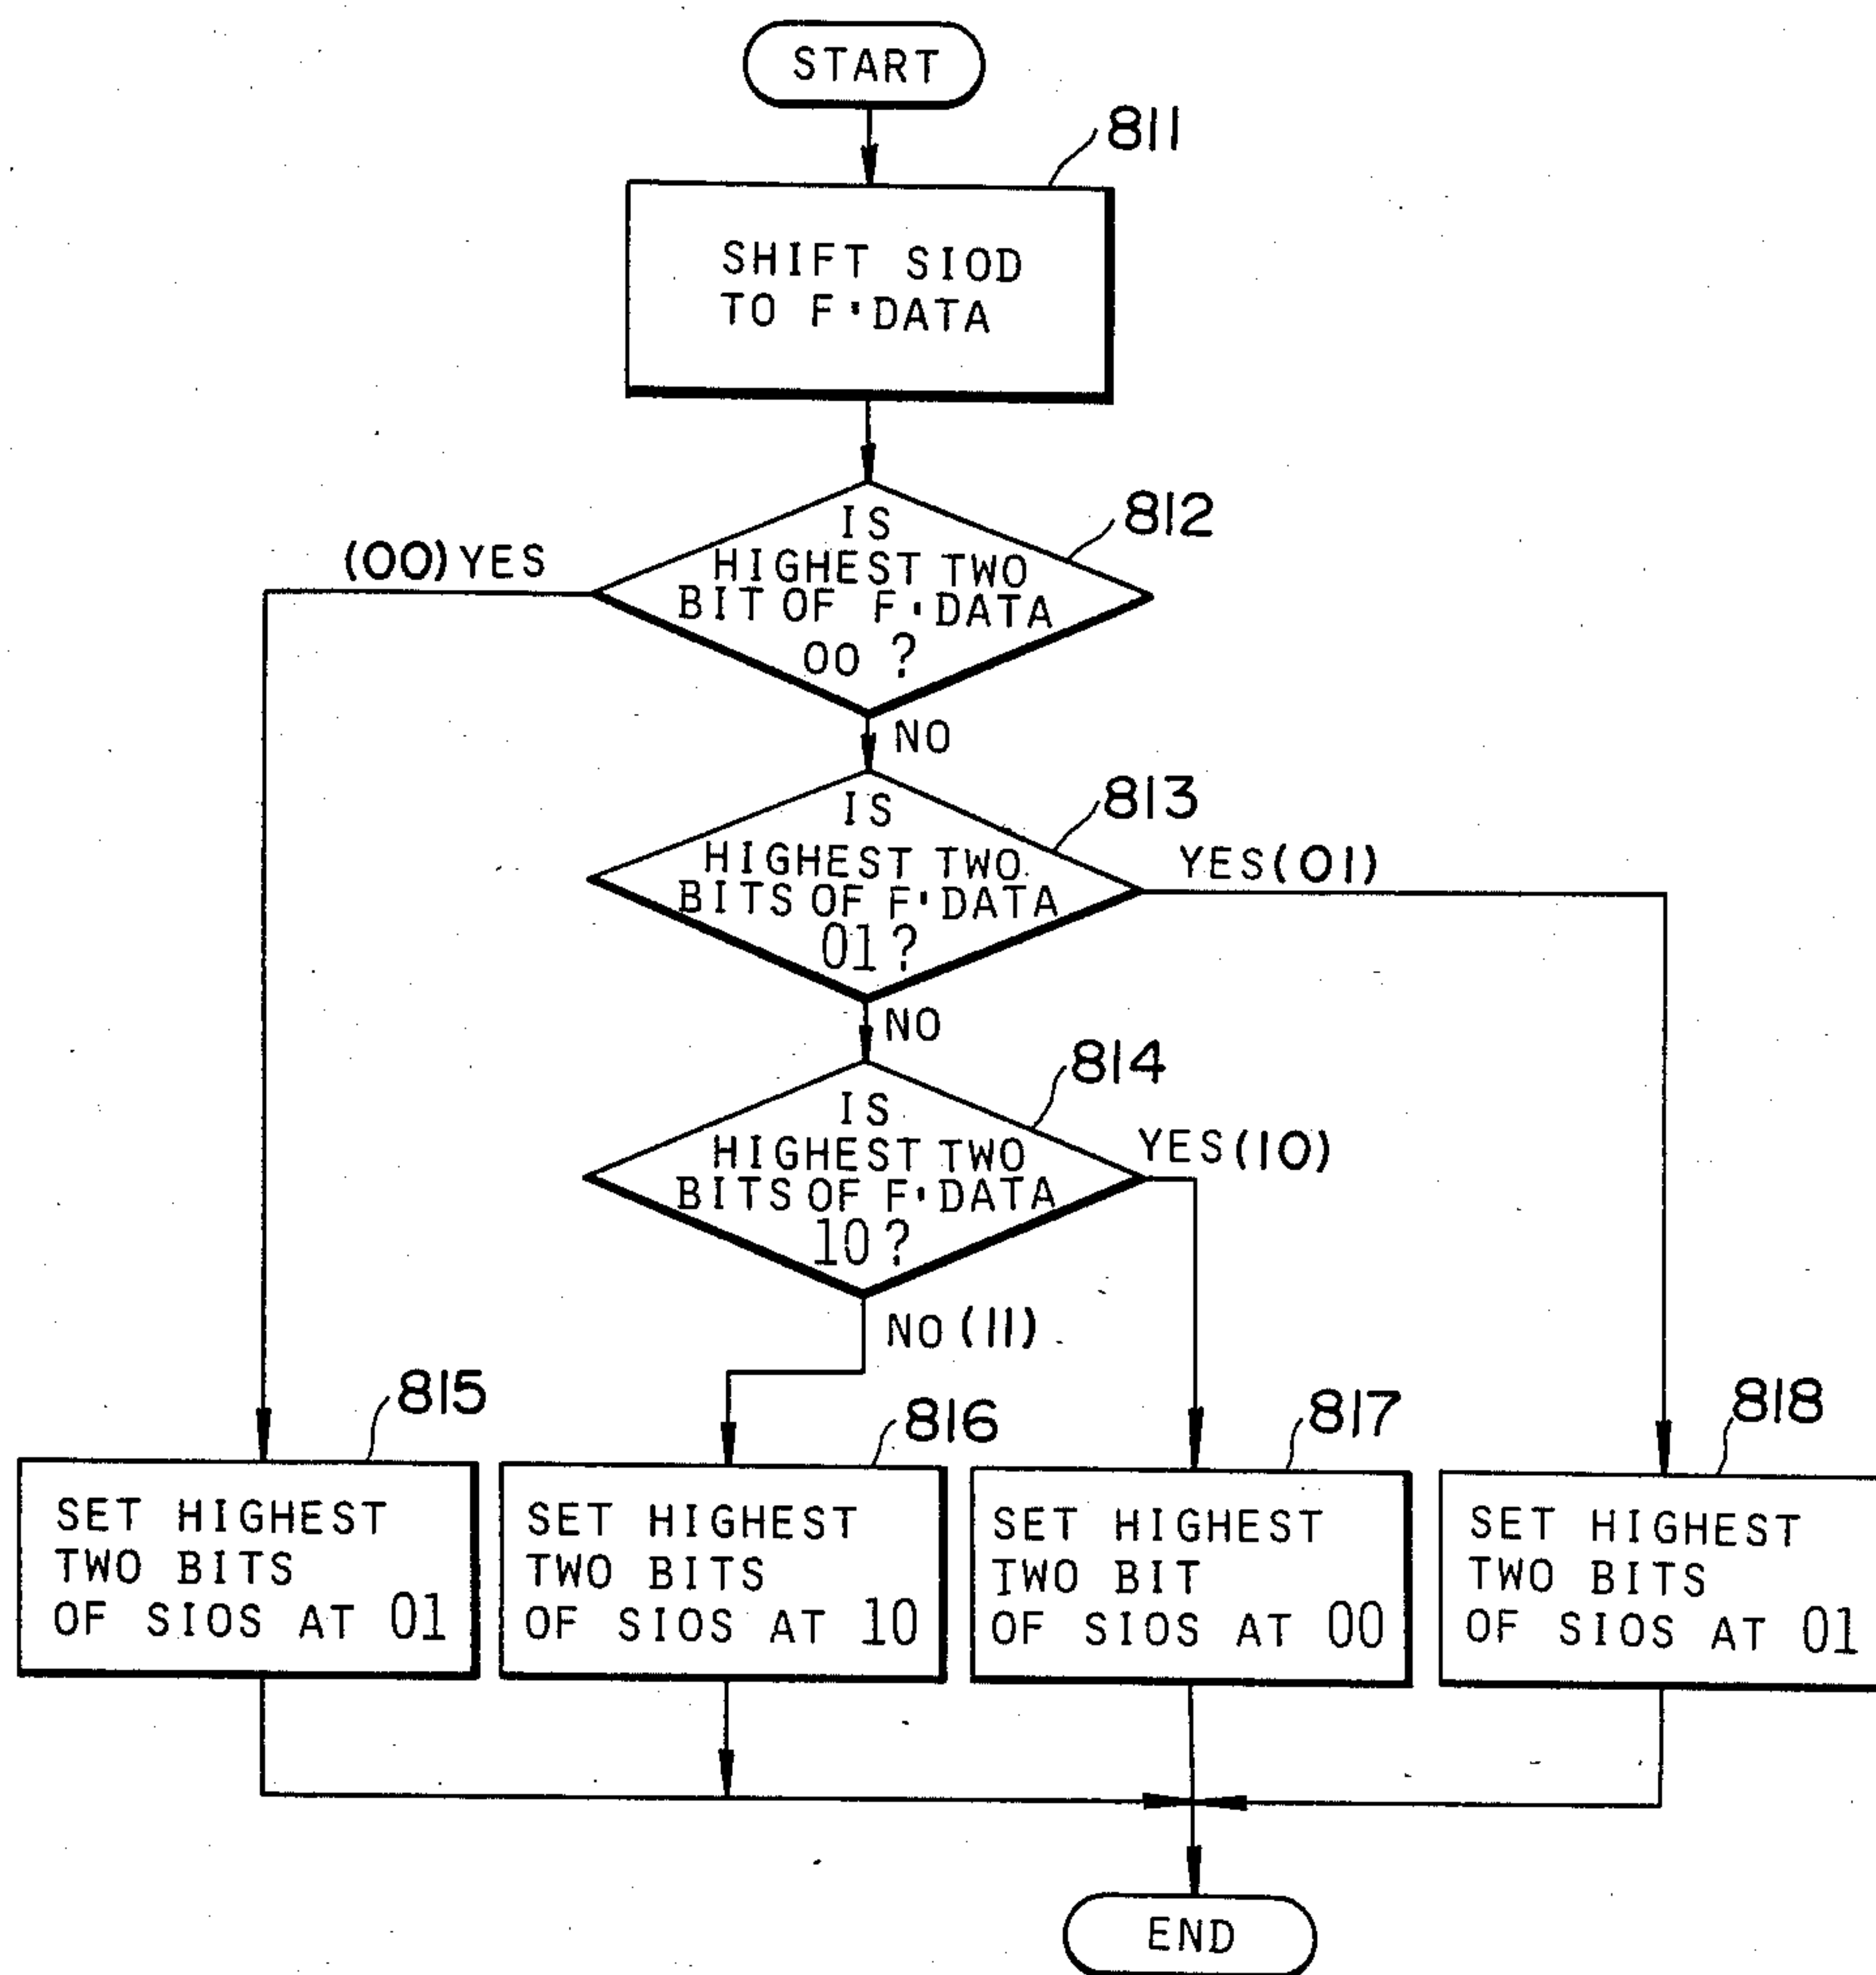 START
811
SHIFT SIOD
TO F·DATA
812
IS
HIGHEST TWO
BIT OF F·DATA
00 ?
(00) YES
NO
813
IS
HIGHEST TWO
BITS OF F·DATA
01 ?
YES (01)
NO
814
IS
HIGHEST TWO
BITS OF F·DATA
10 ?
YES (10)
NO (11)
815
SET HIGHEST
TWO BITS
OF SIOS AT 01
816
SET HIGHEST
TWO BITS
OF SIOS AT 10
817
SET HIGHEST
TWO BIT
OF SIOS AT 00
818
SET HIGHEST
TWO BITS
OF SIOS AT 01
END